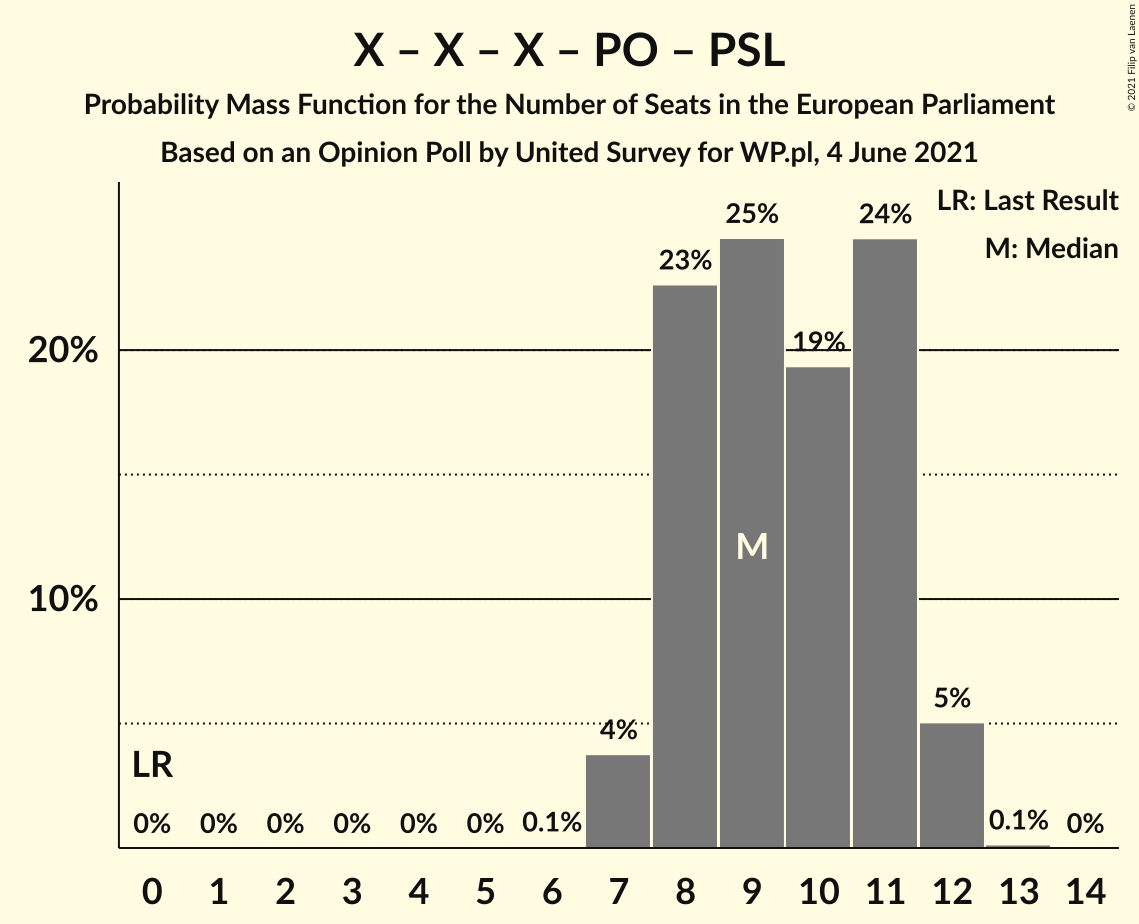 X – X – X – PO – PSL
Probability Mass Function for the Number of Seats in the European Parliament
Based on an Opinion Poll by United Survey for WP.pl, 4 June 2021
© 2021 Filip van Laenen
LR: Last Result
M: Median
25%
24%
23%
20%
19%
M
10%
5%
4%
LR
0% 0% 0% 0% 0% 0% 0.1% 0.1% 0%
0 1 2 3 4 5 6 7 8 9 10 11 12 13 14